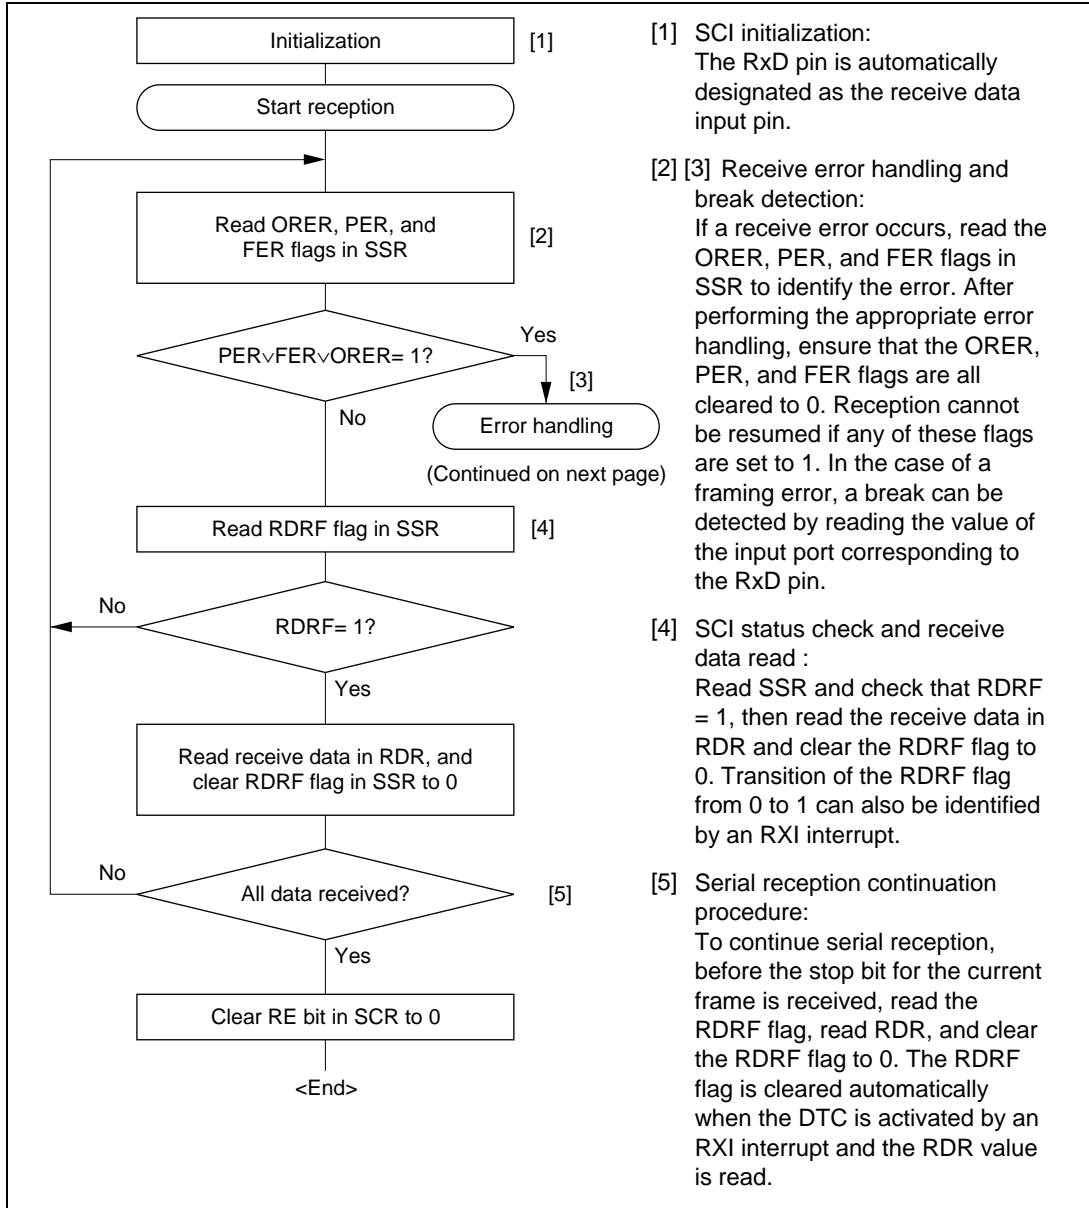 Initialization
[1]
Start reception
Read ORER, PER, and
FER flags in SSR
[2]
PER∨FER∨ORER= 1?
Yes
[3]
No
Error handling
(Continued on next page)
Read RDRF flag in SSR
[4]
No
RDRF= 1?
Yes
Read receive data in RDR, and
clear RDRF flag in SSR to 0
No
All data received?
[5]
Yes
Clear RE bit in SCR to 0
<End>
[1] SCI initialization:
The RxD pin is automatically
designated as the receive data
input pin.
[2] [3] Receive error handling and
break detection:
If a receive error occurs, read the
ORER, PER, and FER flags in
SSR to identify the error. After
performing the appropriate error
handling, ensure that the ORER,
PER, and FER flags are all
cleared to 0. Reception cannot
be resumed if any of these flags
are set to 1. In the case of a
framing error, a break can be
detected by reading the value of
the input port corresponding to
the RxD pin.
[4] SCI status check and receive
data read :
Read SSR and check that RDRF
= 1, then read the receive data in
RDR and clear the RDRF flag to
0. Transition of the RDRF flag
from 0 to 1 can also be identified
by an RXI interrupt.
[5] Serial reception continuation
procedure:
To continue serial reception,
before the stop bit for the current
frame is received, read the
RDRF flag, read RDR, and clear
the RDRF flag to 0. The RDRF
flag is cleared automatically
when the DTC is activated by an
RXI interrupt and the RDR value
is read.